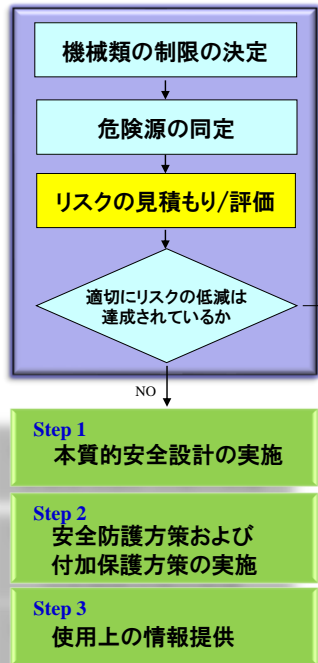 機械類の制限の決定
危険源の同定
リスクの見積もり/評価
適切にリスクの低減は
達成されているか
NO
Step 1
本質的安全設計の実施
Step 2
安全防護方策および
付加保護方策の実施
Step 3
使用上の情報提供